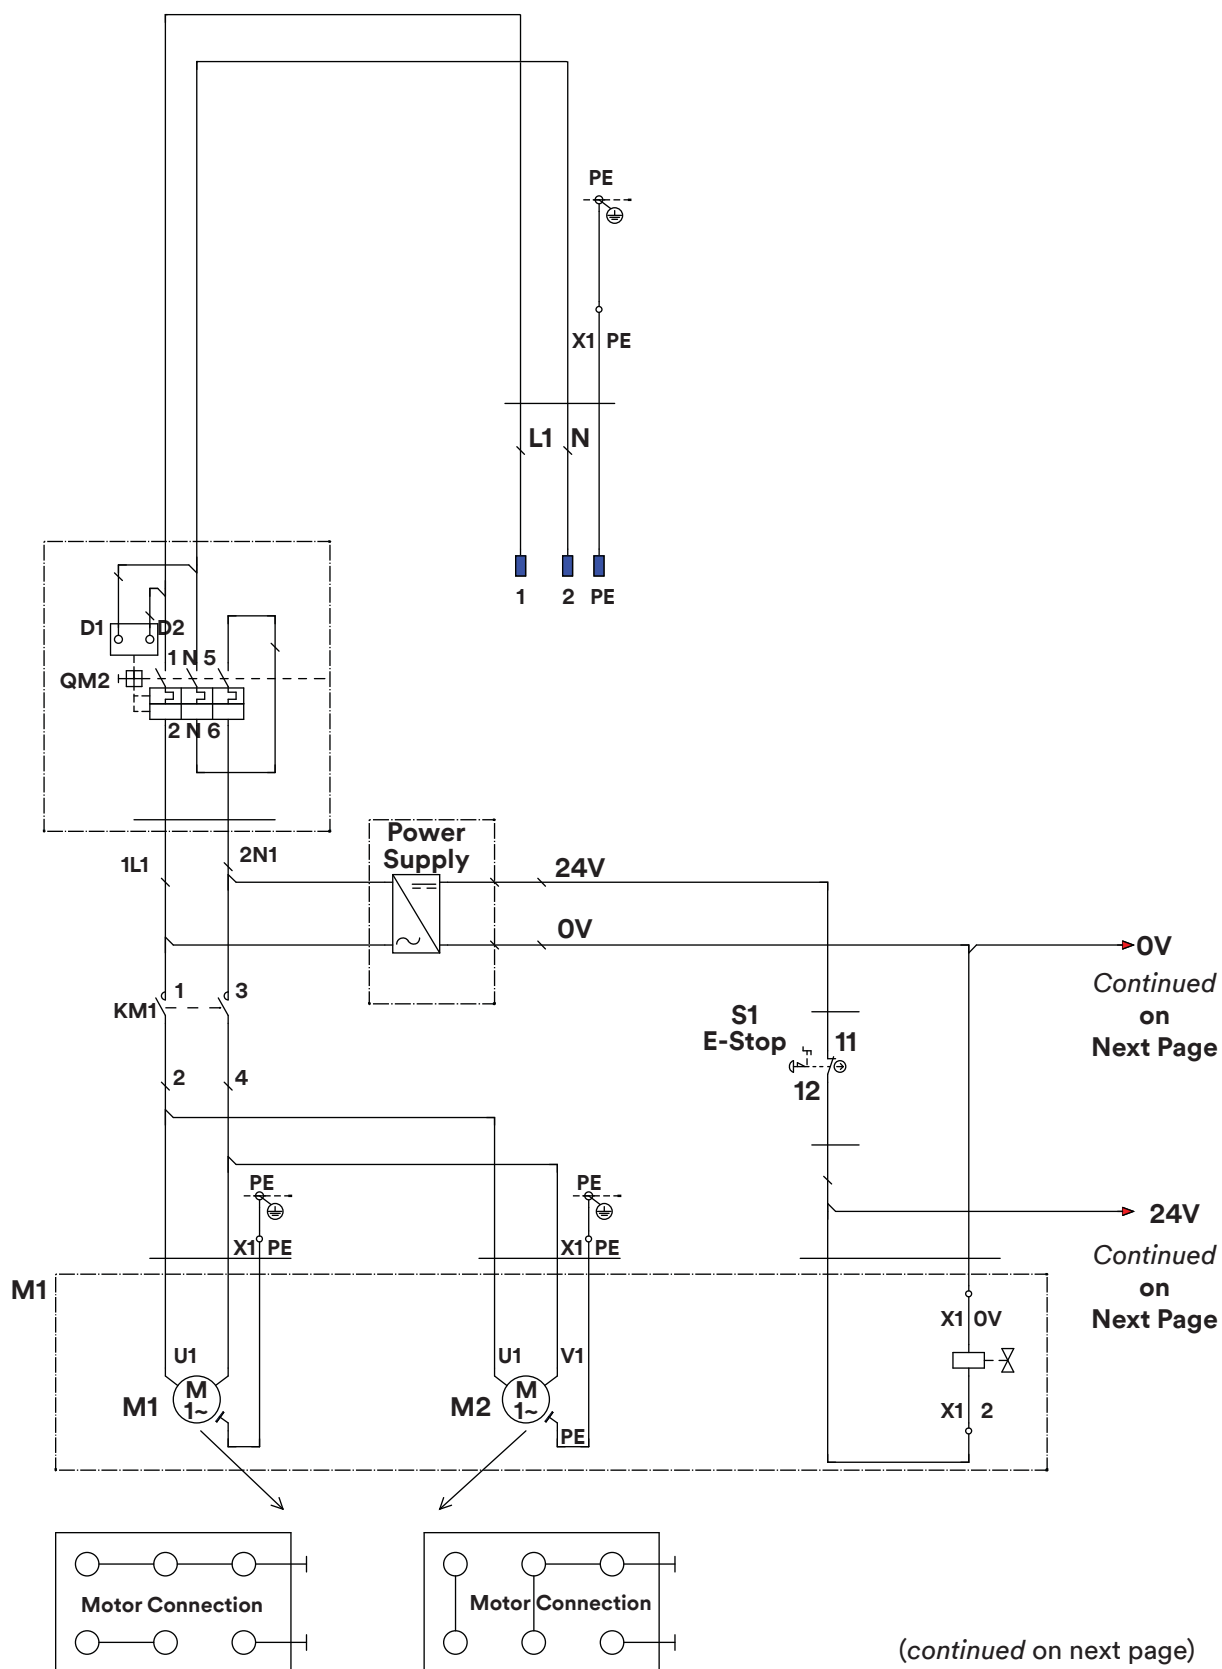 PE
X1 PE
L1 N
1 2 PE
D1 D2
1 N 5
QM2
2 N 6
Power
Supply
1L1
2N1
24V
0V
0V
Continued
on
Next Page
KM1
1 3
2 4
S1
E-Stop
11
12
24V
Continued
on
Next Page
PE
X1 PE
PE
X1 PE
M1
X1 0V
U1
U1 V1
M1
M
1~
M2
M
1~
PE
X1 2
Motor Connection
Motor Connection
(continued on next page)